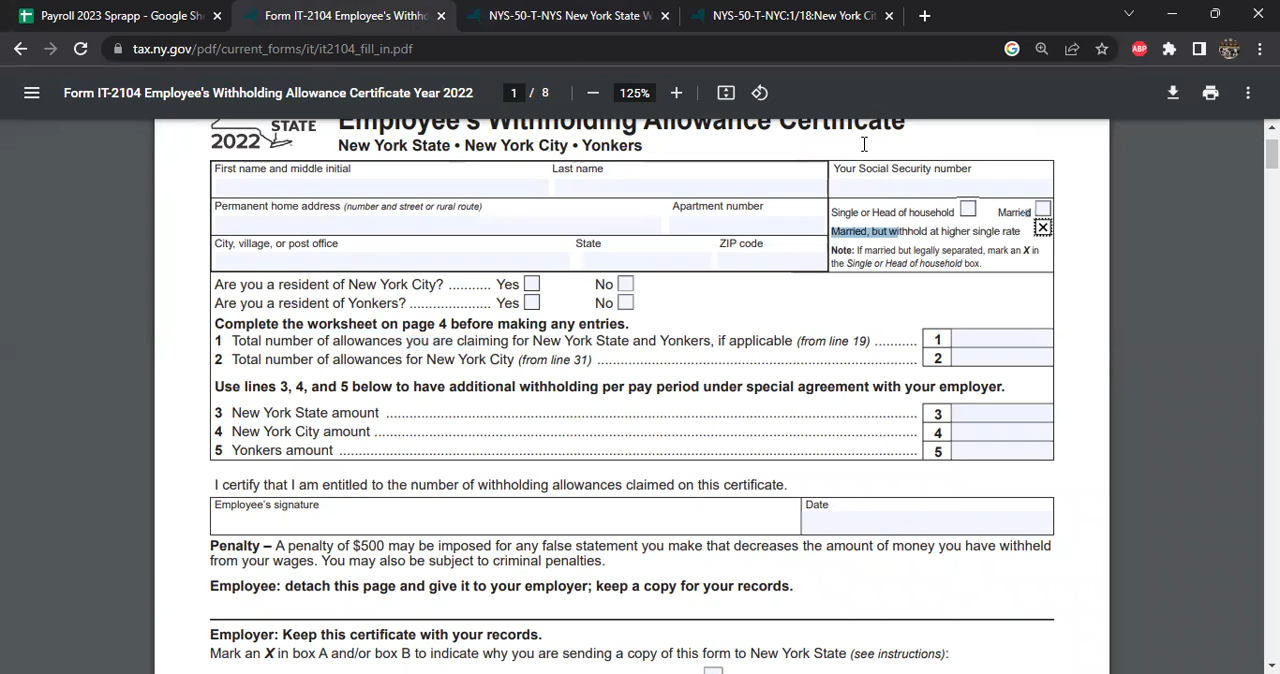 Payroll 2023 Sprapp - Google Sh
Form IT-2104 Employee's Withho
NYS-50-T-NYS New York State W
NYS-50-T-NYC:1/18:New York Ci
tax.ny.gov/pdf/current_forms/it/it2104_fill_in.pdf
ABP
Form IT-2104 Employee's Withholding Allowance Certificate Year 2022
1 / 8
125%
STATE
2022
Employee's Withholding Allowance Certificate
New York State • New York City • Yonkers
First name and middle initial
Last name
Your Social Security number
Permanent home address (number and street or rural route)
Apartment number
Single or Head of household
Married
Married, but withhold at higher single rate
X
City, village, or post office
State
ZIP code
Note: If married but legally separated, mark an X in
the Single or Head of household box.
Are you a resident of New York City? .......... Yes No
Are you a resident of Yonkers? ..................... Yes No
Complete the worksheet on page 4 before making any entries.
1 Total number of allowances you are claiming for New York State and Yonkers, if applicable (from line 19) .......... 1
2 Total number of allowances for New York City (from line 31) .......... 2
Use lines 3, 4, and 5 below to have additional withholding per pay period under special agreement with your employer.
3 New York State amount .......... 3
4 New York City amount .......... 4
5 Yonkers amount .......... 5
I certify that I am entitled to the number of withholding allowances claimed on this certificate.
Employee's signature
Date
Penalty – A penalty of $500 may be imposed for any false statement you make that decreases the amount of money you have withheld
from your wages. You may also be subject to criminal penalties.
Employee: detach this page and give it to your employer; keep a copy for your records.
Employer: Keep this certificate with your records.
Mark an X in box A and/or box B to indicate why you are sending a copy of this form to New York State (see instructions):